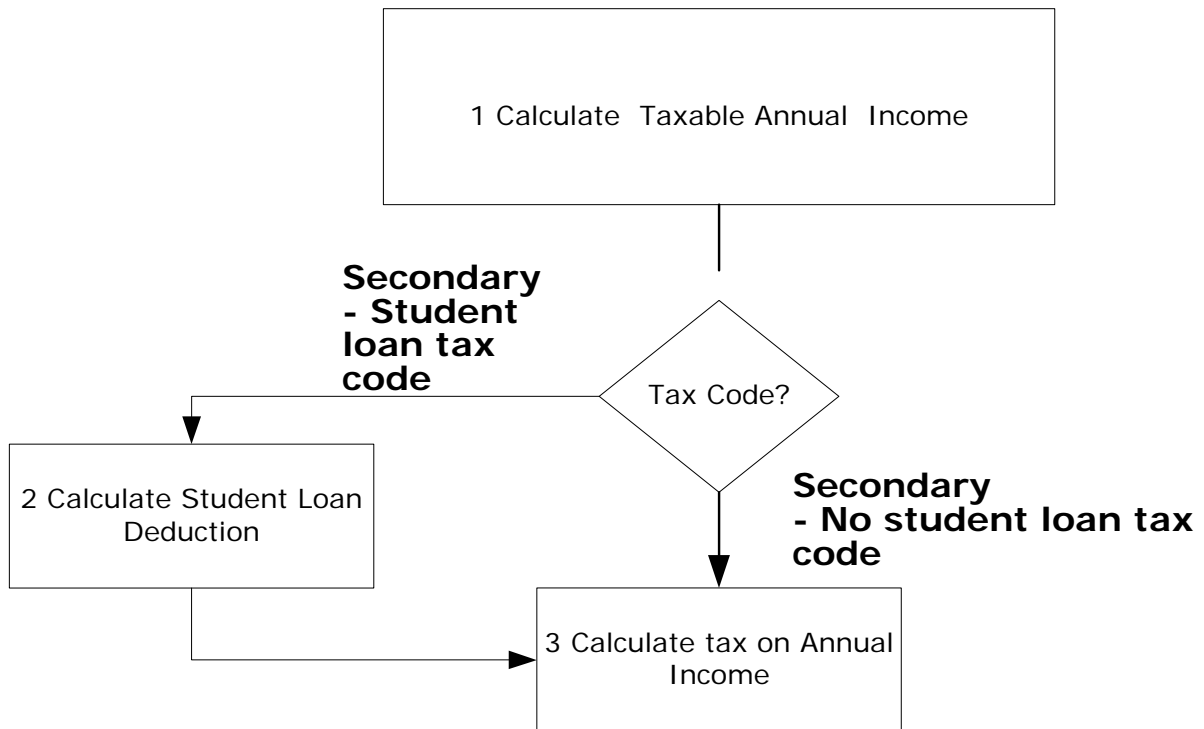 1 Calculate Taxable Annual Income
Secondary
- Student
loan tax
code
Tax Code?
2 Calculate Student Loan
Deduction
Secondary
- No student loan tax
code
3 Calculate tax on Annual
Income